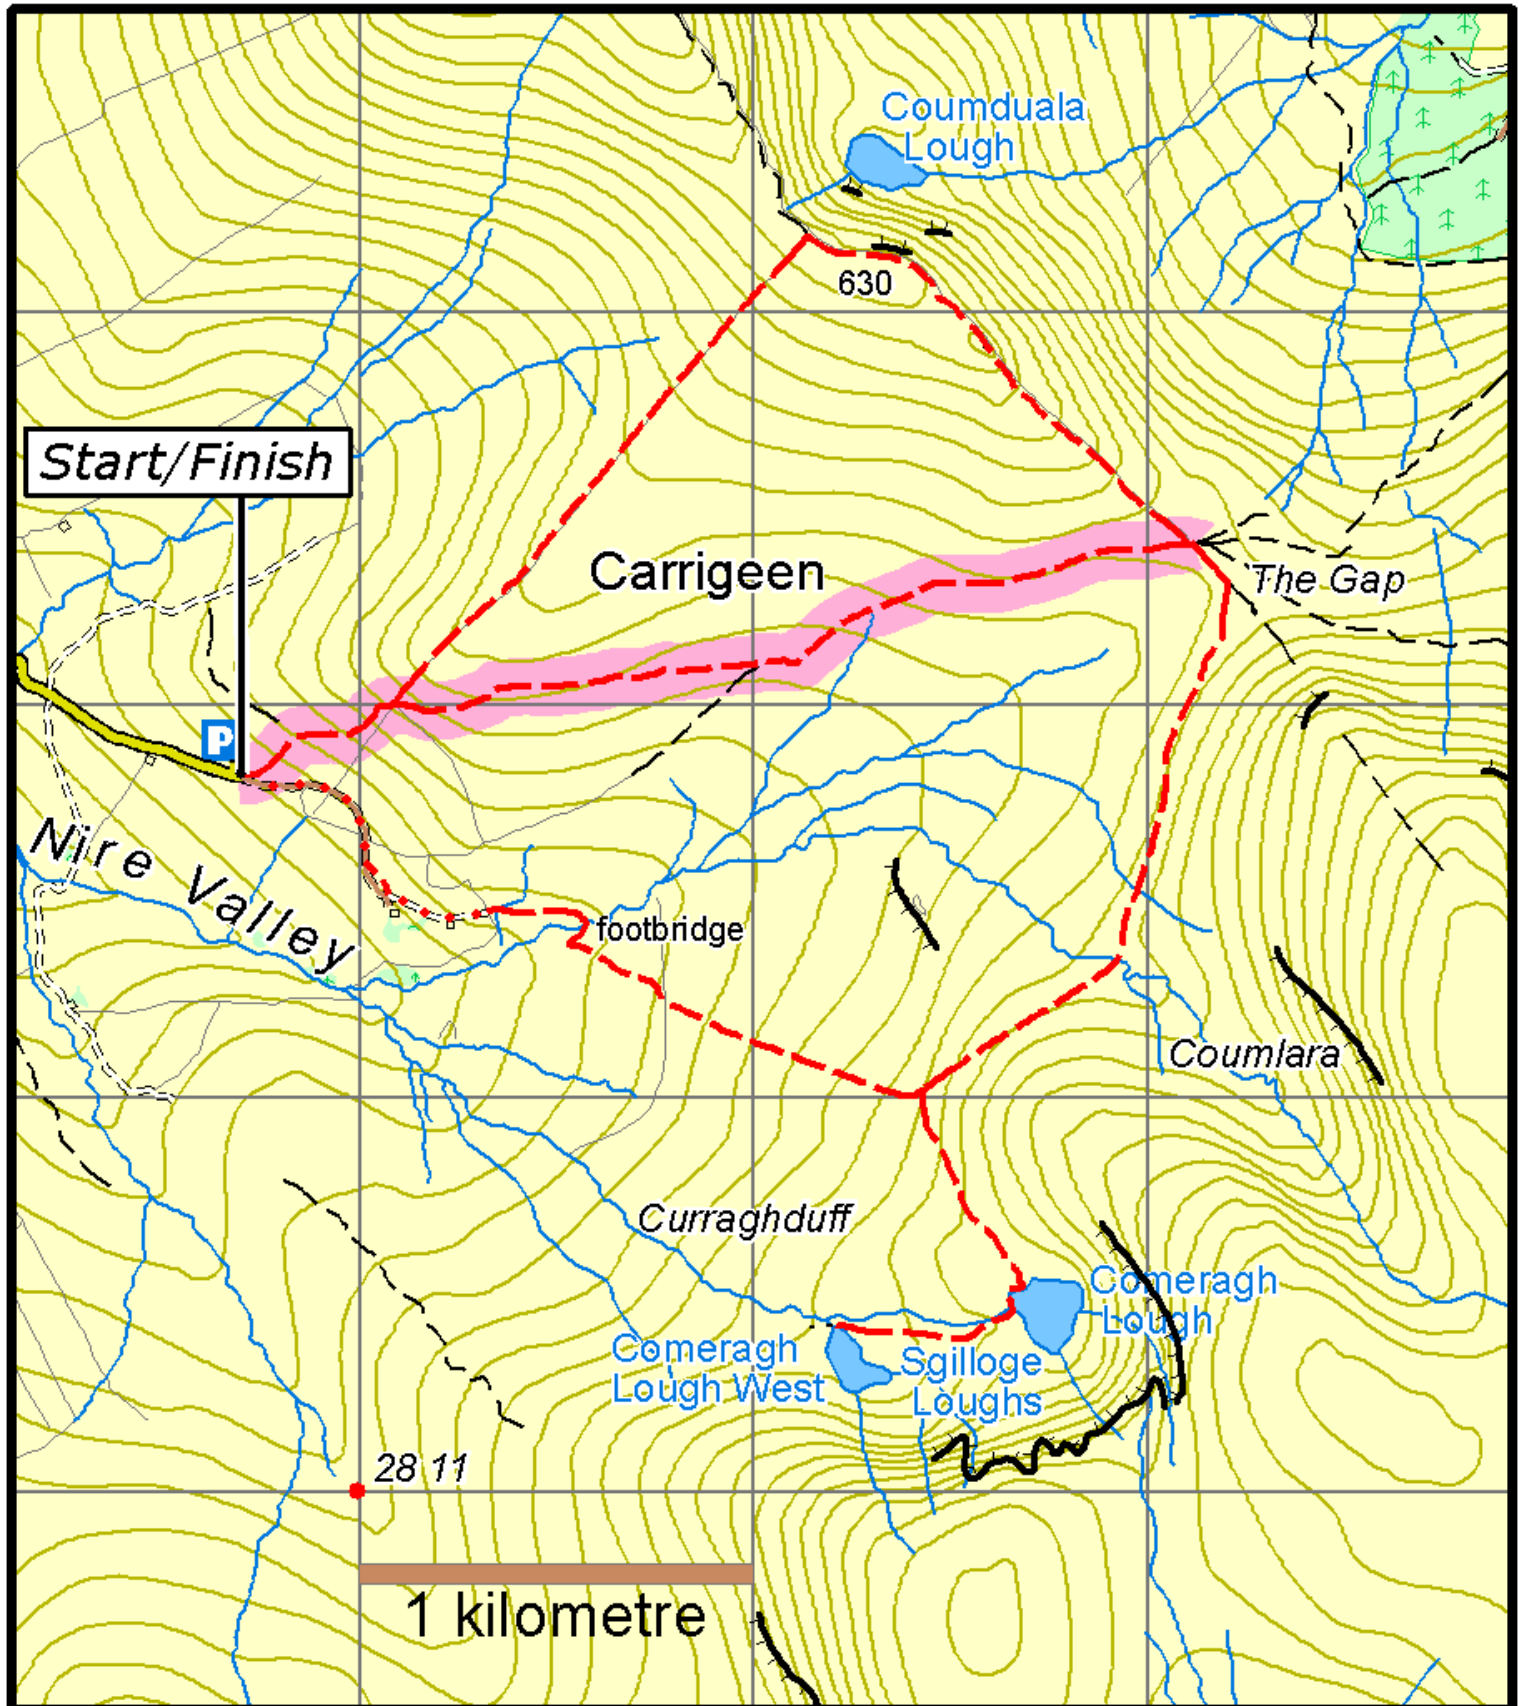 Coumduala
Lough
630
Start/Finish
Carrigeen
The Gap
P
Nire Valley
footbridge
Coumlara
Curraghduff
Comeragh
Lough
Comeragh
Lough West
Sgilloge
Loughs
28 11
1 kilometre